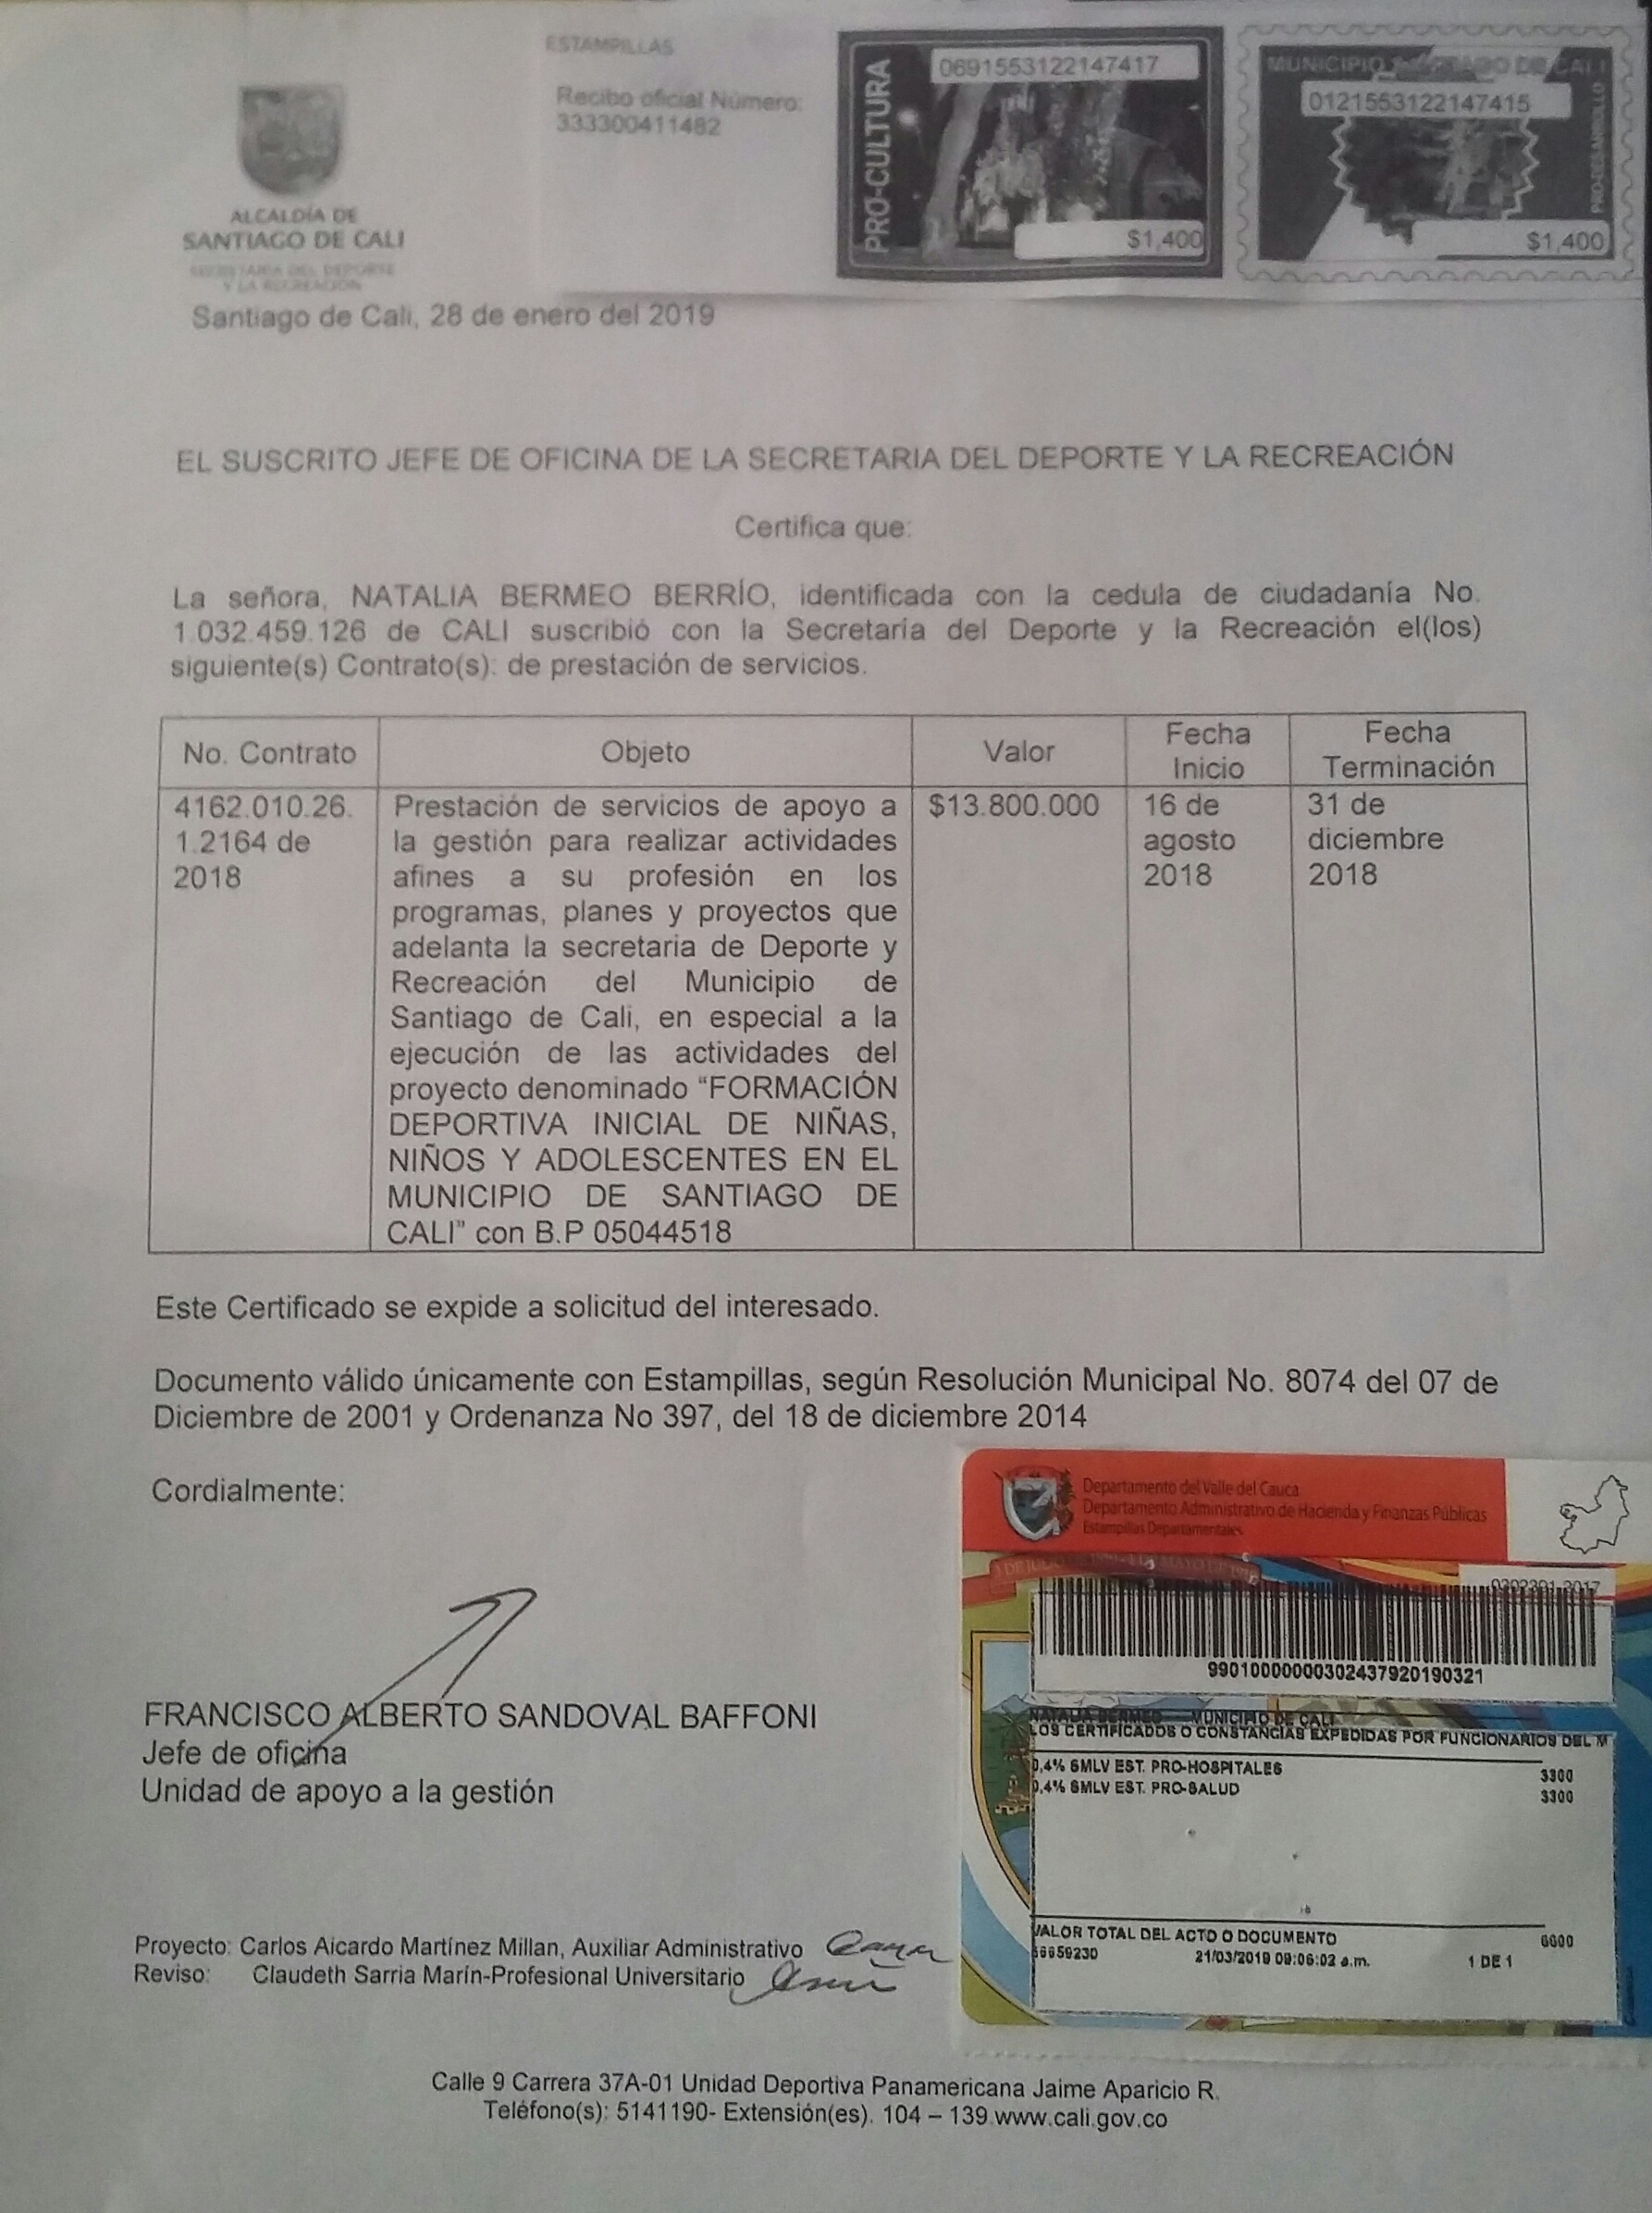 ESTAMPILLAS
Recibo oficial Número:
333300411482
PRO-CULTURA
0691553122147417
$1,400
MUNICIPIO SANTIAGO DE CALI
0121553122147415
PRO-DESARROLLO
$1,400
ALCALDÍA DE
SANTIAGO DE CALI
SECRETARÍA DEL DEPORTE
Y LA RECREACIÓN
Santiago de Cali, 28 de enero del 2019
EL SUSCRITO JEFE DE OFICINA DE LA SECRETARIA DEL DEPORTE Y LA RECREACIÓN
Certifica que:
La señora, NATALIA BERMEO BERRÍO, identificada con la cedula de ciudadanía No.
1.032.459.126 de CALI suscribió con la Secretaría del Deporte y la Recreación el(los)
siguiente(s) Contrato(s): de prestación de servicios.
No. Contrato
Objeto
Valor
Fecha
Inicio
Fecha
Terminación
4162.010.26.
1.2164 de
2018
Prestación de servicios de apoyo a
la gestión para realizar actividades
afines a su profesión en los
programas, planes y proyectos que
adelanta la secretaria de Deporte y
Recreación del Municipio de
Santiago de Cali, en especial a la
ejecución de las actividades del
proyecto denominado “FORMACIÓN
DEPORTIVA INICIAL DE NIÑAS,
NIÑOS Y ADOLESCENTES EN EL
MUNICIPIO DE SANTIAGO DE
CALI” con B.P 05044518
$13.800.000
16 de
agosto
2018
31 de
diciembre
2018
Este Certificado se expide a solicitud del interesado.
Documento válido únicamente con Estampillas, según Resolución Municipal No. 8074 del 07 de
Diciembre de 2001 y Ordenanza No 397, del 18 de diciembre 2014
Cordialmente:
FRANCISCO ALBERTO SANDOVAL BAFFONI
Jefe de oficina
Unidad de apoyo a la gestión
Departamento del Valle del Cauca
Departamento Administrativo de Hacienda y Finanzas Públicas
Estampillas Departamentales
0302391 2017
99010000000302437920190321
NATALIA BERMEO MUNICIPIO DE CALI
LOS CERTIFICADOS O CONSTANCIAS EXPEDIDAS POR FUNCIONARIOS DEL M
0,4% SMLV EST. PRO-HOSPITALES 3300
0,4% SMLV EST. PRO-SALUD 3300
VALOR TOTAL DEL ACTO O DOCUMENTO 6600
66659230 21/03/2019 09:06:02 a.m. 1 DE 1
Proyecto: Carlos Aicardo Martínez Millan, Auxiliar Administrativo
Reviso: Claudeth Sarria Marín-Profesional Universitario
Calle 9 Carrera 37A-01 Unidad Deportiva Panamericana Jaime Aparicio R.
Teléfono(s): 5141190- Extensión(es). 104 – 139.www.cali.gov.co